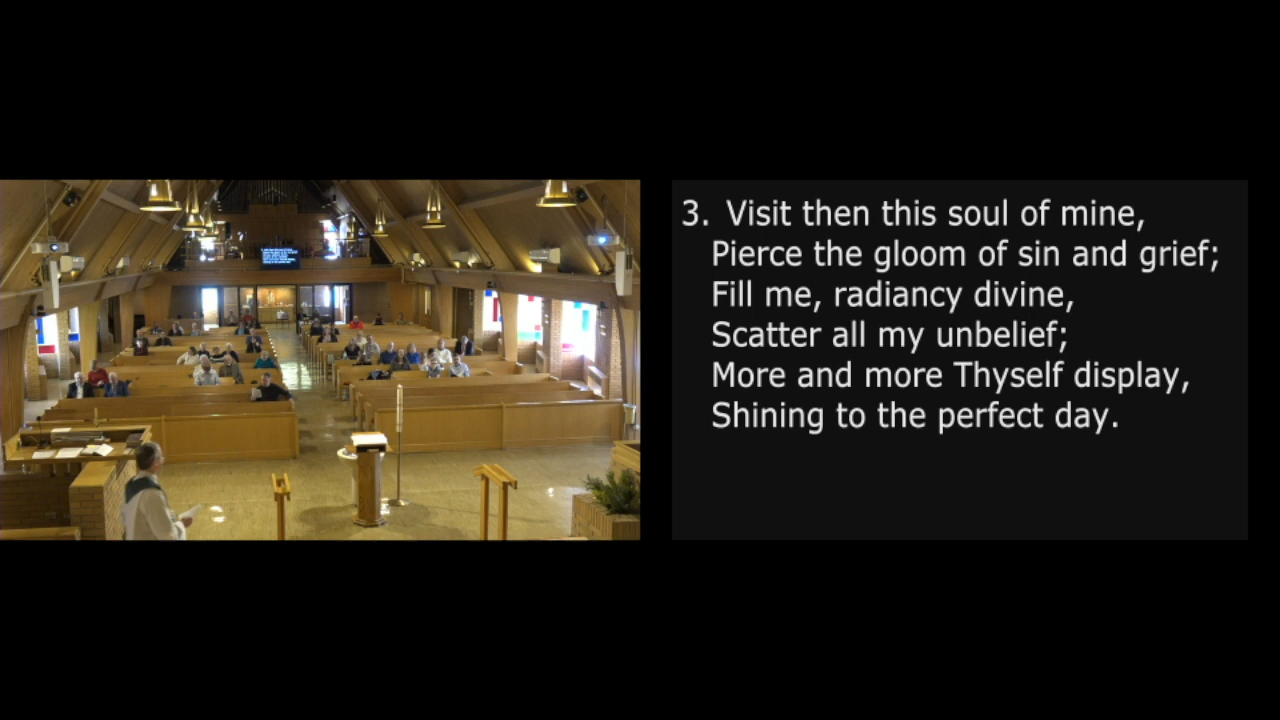 3. Visit then this soul of mine,
Pierce the gloom of sin and grief;
Fill me, radiancy divine,
Scatter all my unbelief;
More and more Thyself display,
Shining to the perfect day.